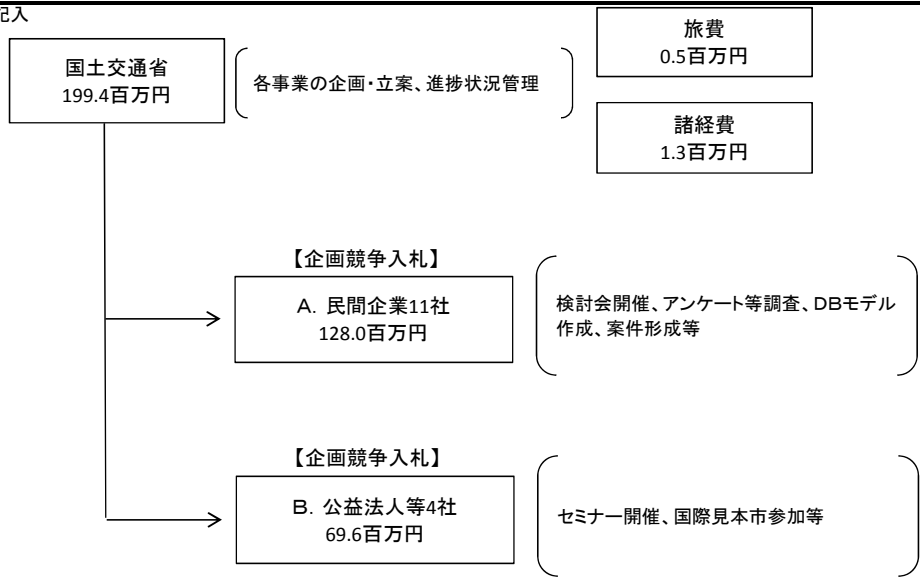 記入
国土交通省
199.4百万円
各事業の企画・立案、進捗状況管理
旅費
0.5百万円
諸経費
1.3百万円
【企画競争入札】
A．民間企業11社
128.0百万円
検討会開催、アンケート等調査、DBモデル
作成、案件形成等
【企画競争入札】
B．公益法人等4社
69.6百万円
セミナー開催、国際見本市参加等